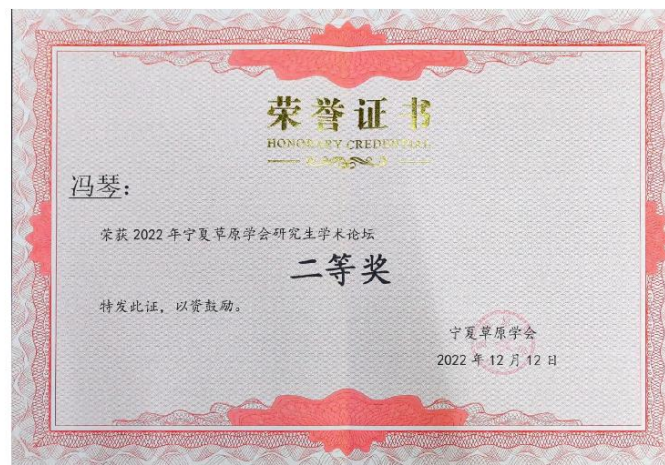 荣誉证书
HONORARY CREDENTIAL
冯琴：
荣获 2022 年宁夏草原学会研究生学术论坛
二等奖
特发此证，以资鼓励。
宁夏草原学会
2022 年 12 月 12 日